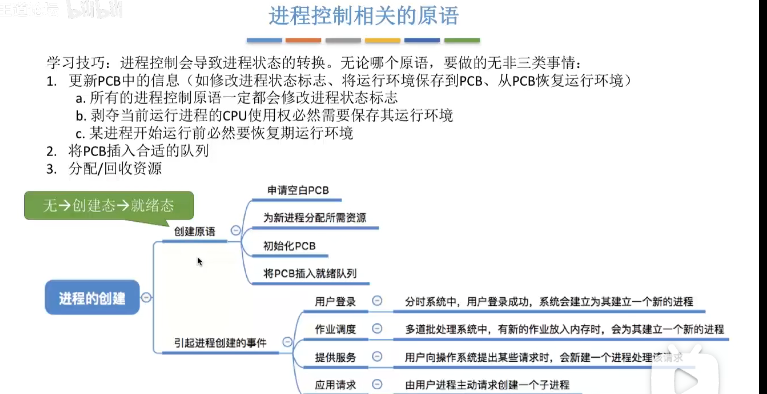 进程控制相关的原语
学习技巧：进程控制会导致进程状态的转换。无论哪个原语，要做的无非三类事情：
1. 更新PCB中的信息（如修改进程状态标志、将运行环境保存到PCB、从PCB恢复运行环境）
a. 所有的进程控制原语一定都会修改进程状态标志
b. 剥夺当前运行进程的CPU使用权必然需要保存其运行环境
c. 某进程开始运行前必然要恢复期运行环境
2. 将PCB插入合适的队列
3. 分配/回收资源
无→创建态→就绪态
进程的创建
创建原语
申请空白PCB
为新进程分配所需资源
初始化PCB
将PCB插入就绪队列
引起进程创建的事件
用户登录
分时系统中，用户登录成功，系统会建立为其建立一个新的进程
作业调度
多道批处理系统中，有新的作业放入内存时，会为其建立一个新的进程
提供服务
用户向操作系统提出某些请求时，会新建一个进程处理该请求
应用请求
由用户进程主动请求创建一个子进程